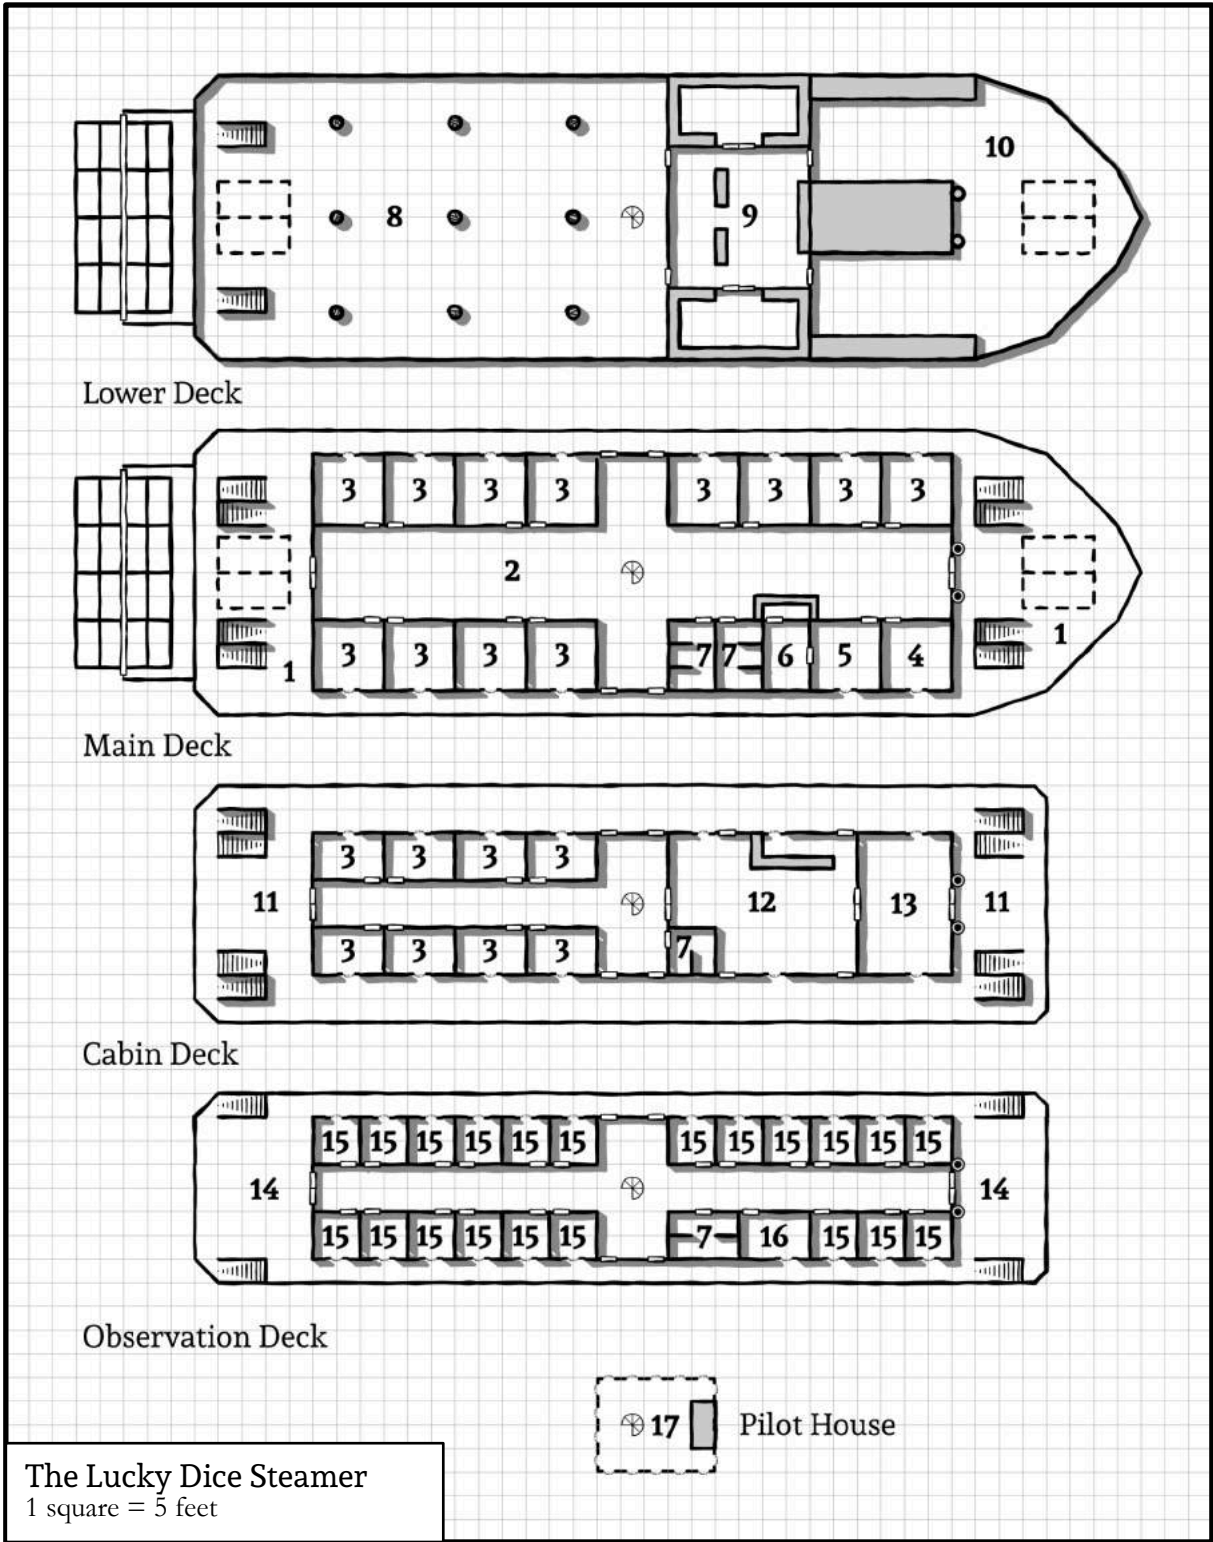 10
8
9
Lower Deck
3 3 3 3 3 3 3 3
2
1
3 3 3 3 7 7 6 5 4
1
Main Deck
3 3 3 3
11 12 13 11
3 3 3 3 7
Cabin Deck
15 15 15 15 15 15 15 15 15 15 15 15
14 14
15 15 15 15 15 15 7 16 15 15 15
Observation Deck
17 Pilot House
The Lucky Dice Steamer
1 square = 5 feet